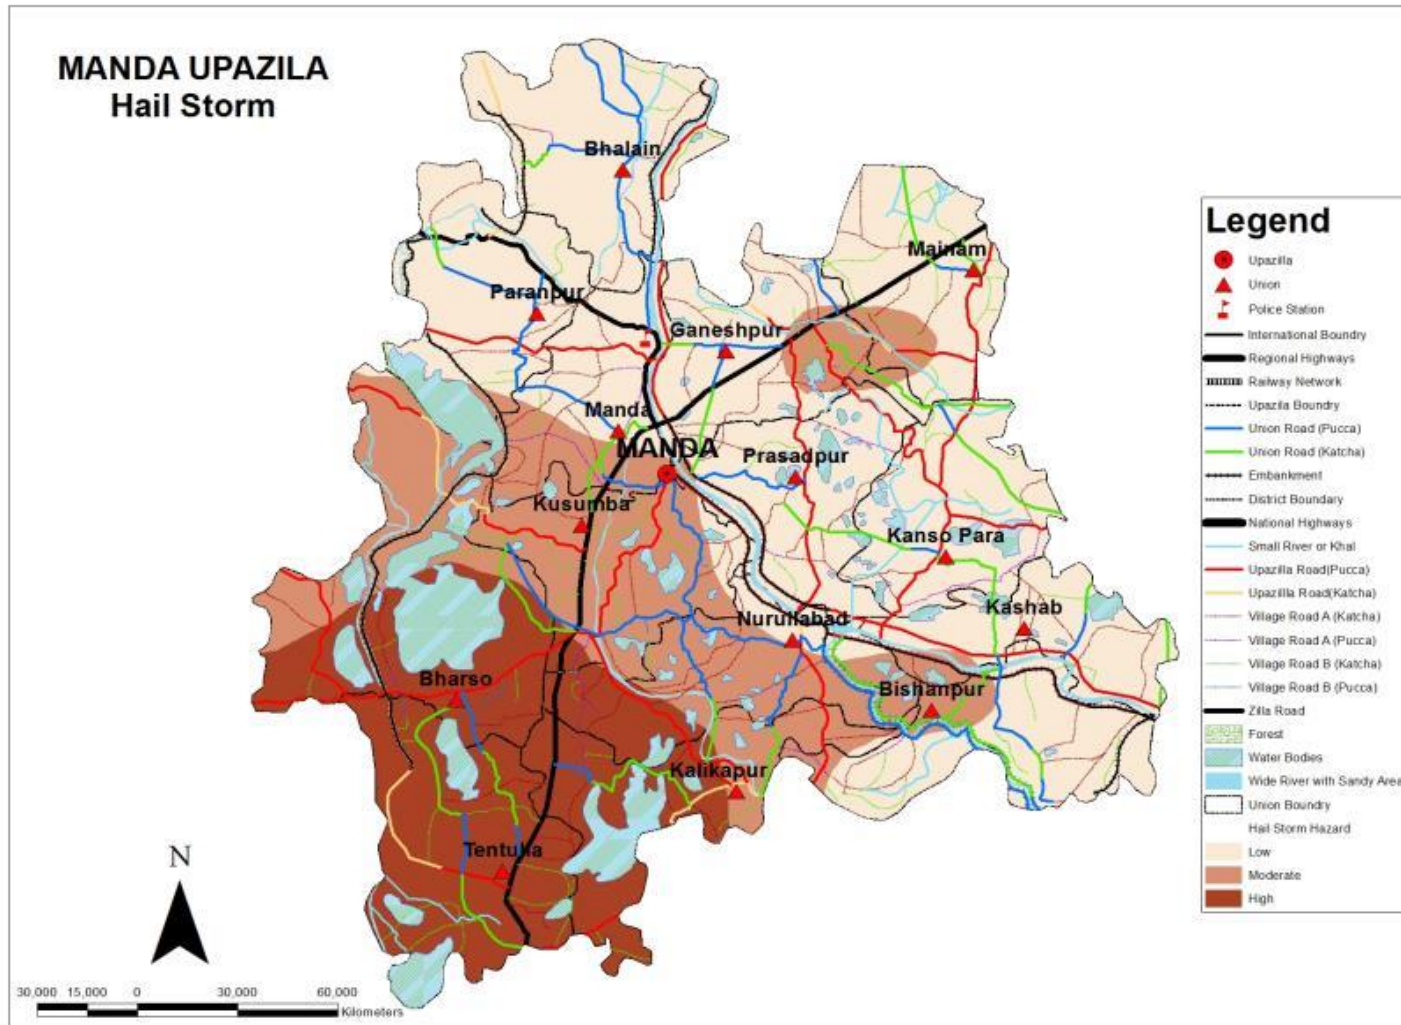 MANDA UPAZILA
Hail Storm
Bhalain
Mainam
Paranpur
Ganeshpur
Manda
MANDA
Prasadpur
Kusumba
Kanso Para
Kashab
Nurullabad
Bharso
Bishanpur
Kalikapur
Tentulia
N
30,000 15,000 0 30,000 60,000
Kilometers
Legend
Upazilla
Union
Police Station
International Boundry
Regional Highways
Railway Network
Upazila Boundry
Union Road (Pucca)
Union Road (Katcha)
Embankment
District Boundary
National Highways
Small River or Khal
Upazilla Road(Pucca)
Upazillla Road(Katcha)
Village Road A (Katcha)
Village Road A (Pucca)
Village Road B (Katcha)
Village Road B (Pucca)
Zilla Road
Forest
Water Bodies
Wide River with Sandy Area
Union Boundry
Hail Storm Hazard
Low
Moderate
High